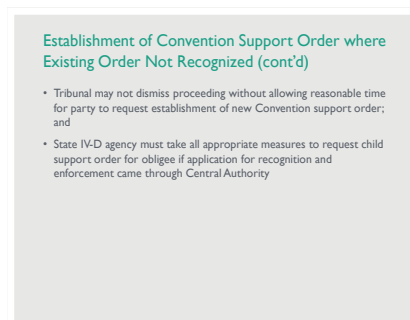 Establishment of Convention Support Order where
Existing Order Not Recognized (cont'd)
• Tribunal may not dismiss proceeding without allowing reasonable time
for party to request establishment of new Convention support order;
and
• State IV-D agency must take all appropriate measures to request child
support order for obligee if application for recognition and
enforcement came through Central Authority